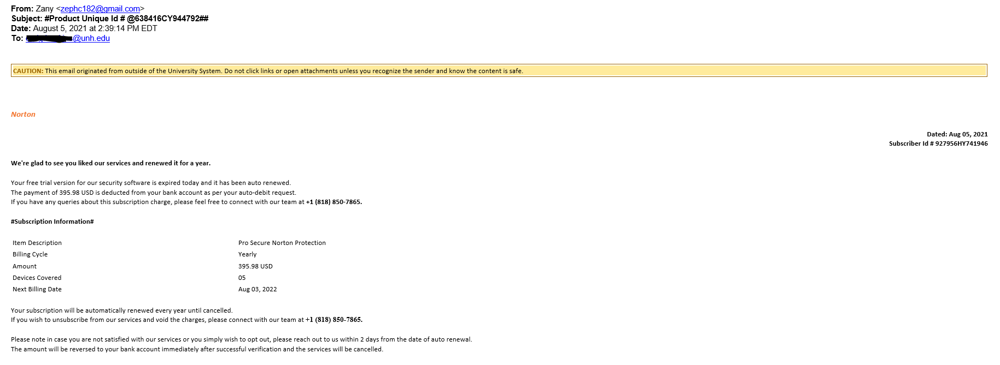 From: Zany <zephc182@gmail.com>
Subject: #Product Unique Id # @638416CY944792##
Date: August 5, 2021 at 2:39:14 PM EDT
To: @unh.edu
CAUTION: This email originated from outside of the University System. Do not click links or open attachments unless you recognize the sender and know the content is safe.
Norton
Dated: Aug 05, 2021
Subscriber Id # 927956HY741946
We're glad to see you liked our services and renewed it for a year.
Your free trial version for our security software is expired today and it has been auto renewed.
The payment of 395.98 USD is deducted from your bank account as per your auto-debit request.
If you have any queries about this subscription charge, please feel free to connect with our team at +1 (818) 850-7865.
#Subscription Information#
Item Description Pro Secure Norton Protection
Billing Cycle Yearly
Amount 395.98 USD
Devices Covered 05
Next Billing Date Aug 03, 2022
Your subscription will be automatically renewed every year until cancelled.
If you wish to unsubscribe from our services and void the charges, please connect with our team at +1 (818) 850-7865.
Please note in case you are not satisfied with our services or you simply wish to opt out, please reach out to us within 2 days from the date of auto renewal.
The amount will be reversed to your bank account immediately after successful verification and the services will be cancelled.